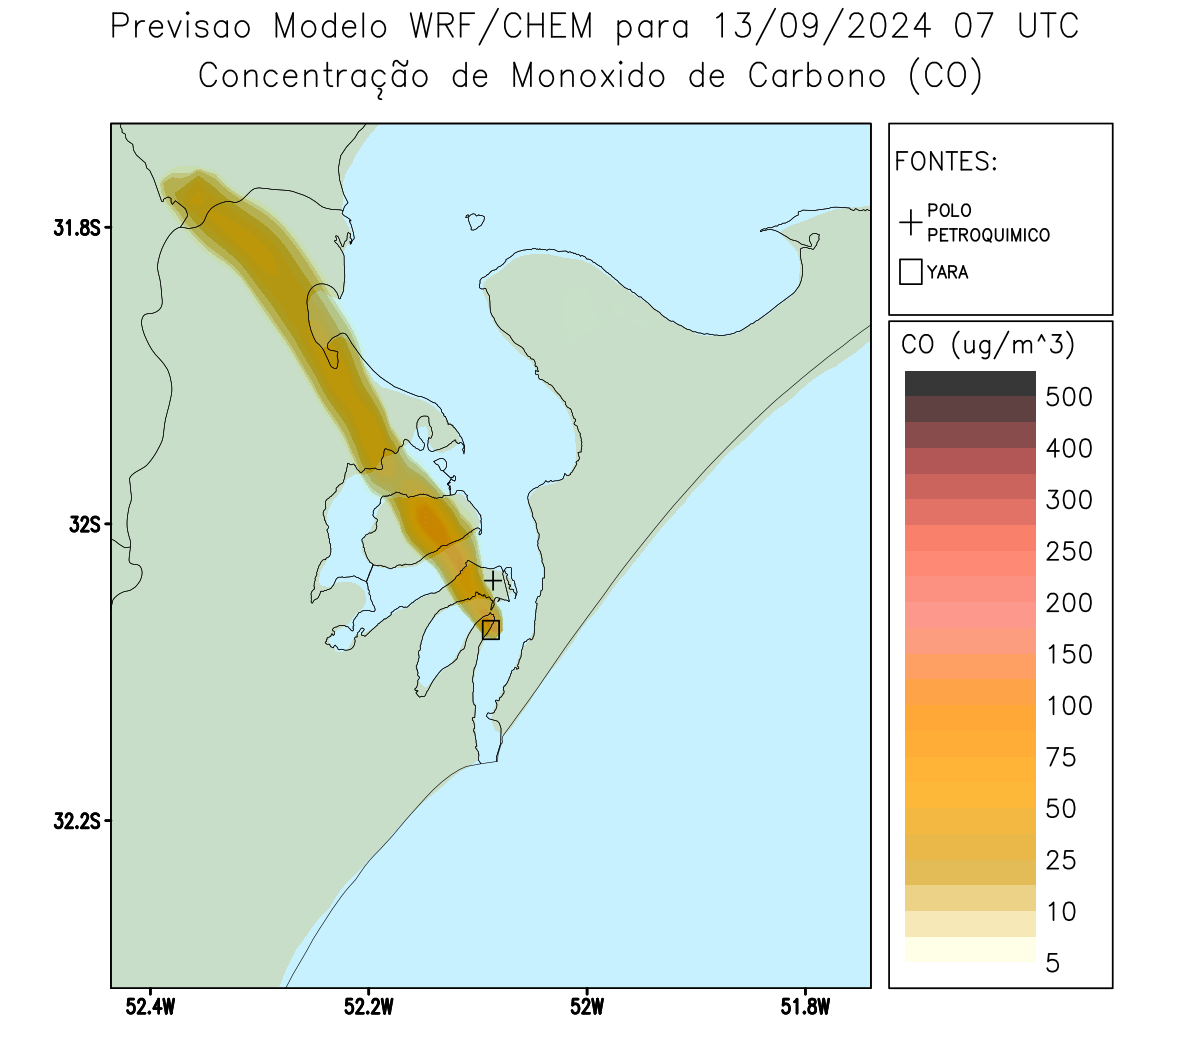 Previsao Modelo WRF/CHEM para 13/09/2024 07 UTC
Concentração de Monoxido de Carbono (CO)
FONTES:
POLO
PETROQUIMICO
YARA
CO (ug/m^3)
500
400
300
250
200
150
100
75
50
25
10
5
31.8S
32S
32.2S
52.4W
52.2W
52W
51.8W